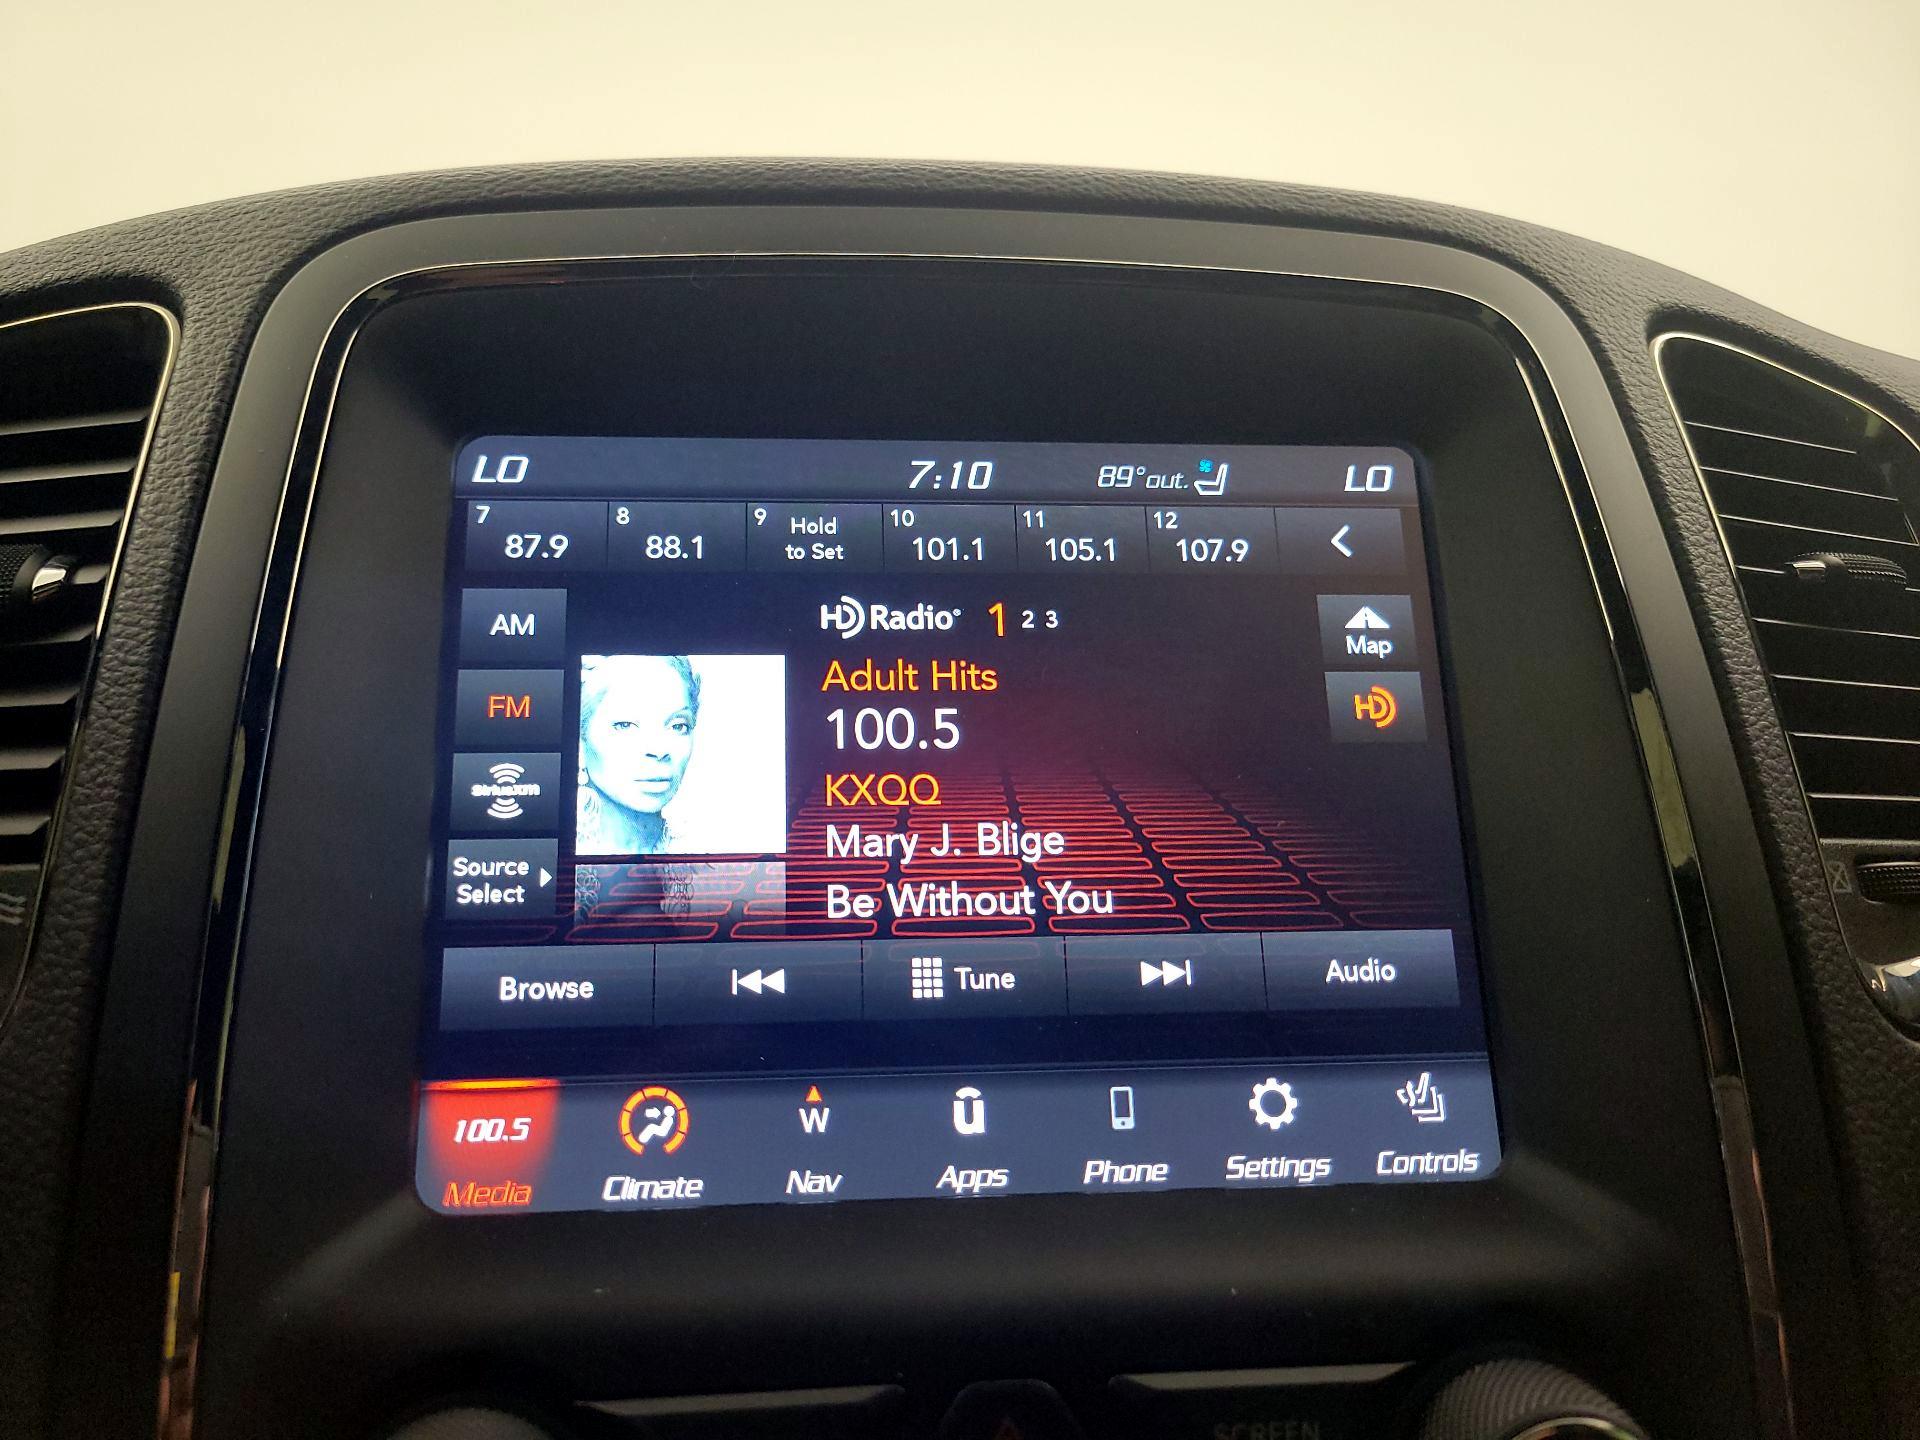 LO 7:10 89° out. LO
7 87.9 8 88.1 9 Hold to Set 10 101.1 11 105.1 12 107.9
AM
HD Radio® 1 2 3
Map
Adult Hits
FM
100.5
HD
KXQQ
SiriusXM
Mary J. Blige
Source Select
Be Without You
Browse Tune Audio
100.5 W ū
Media Climate Nav Apps Phone Settings Controls
SCREEN